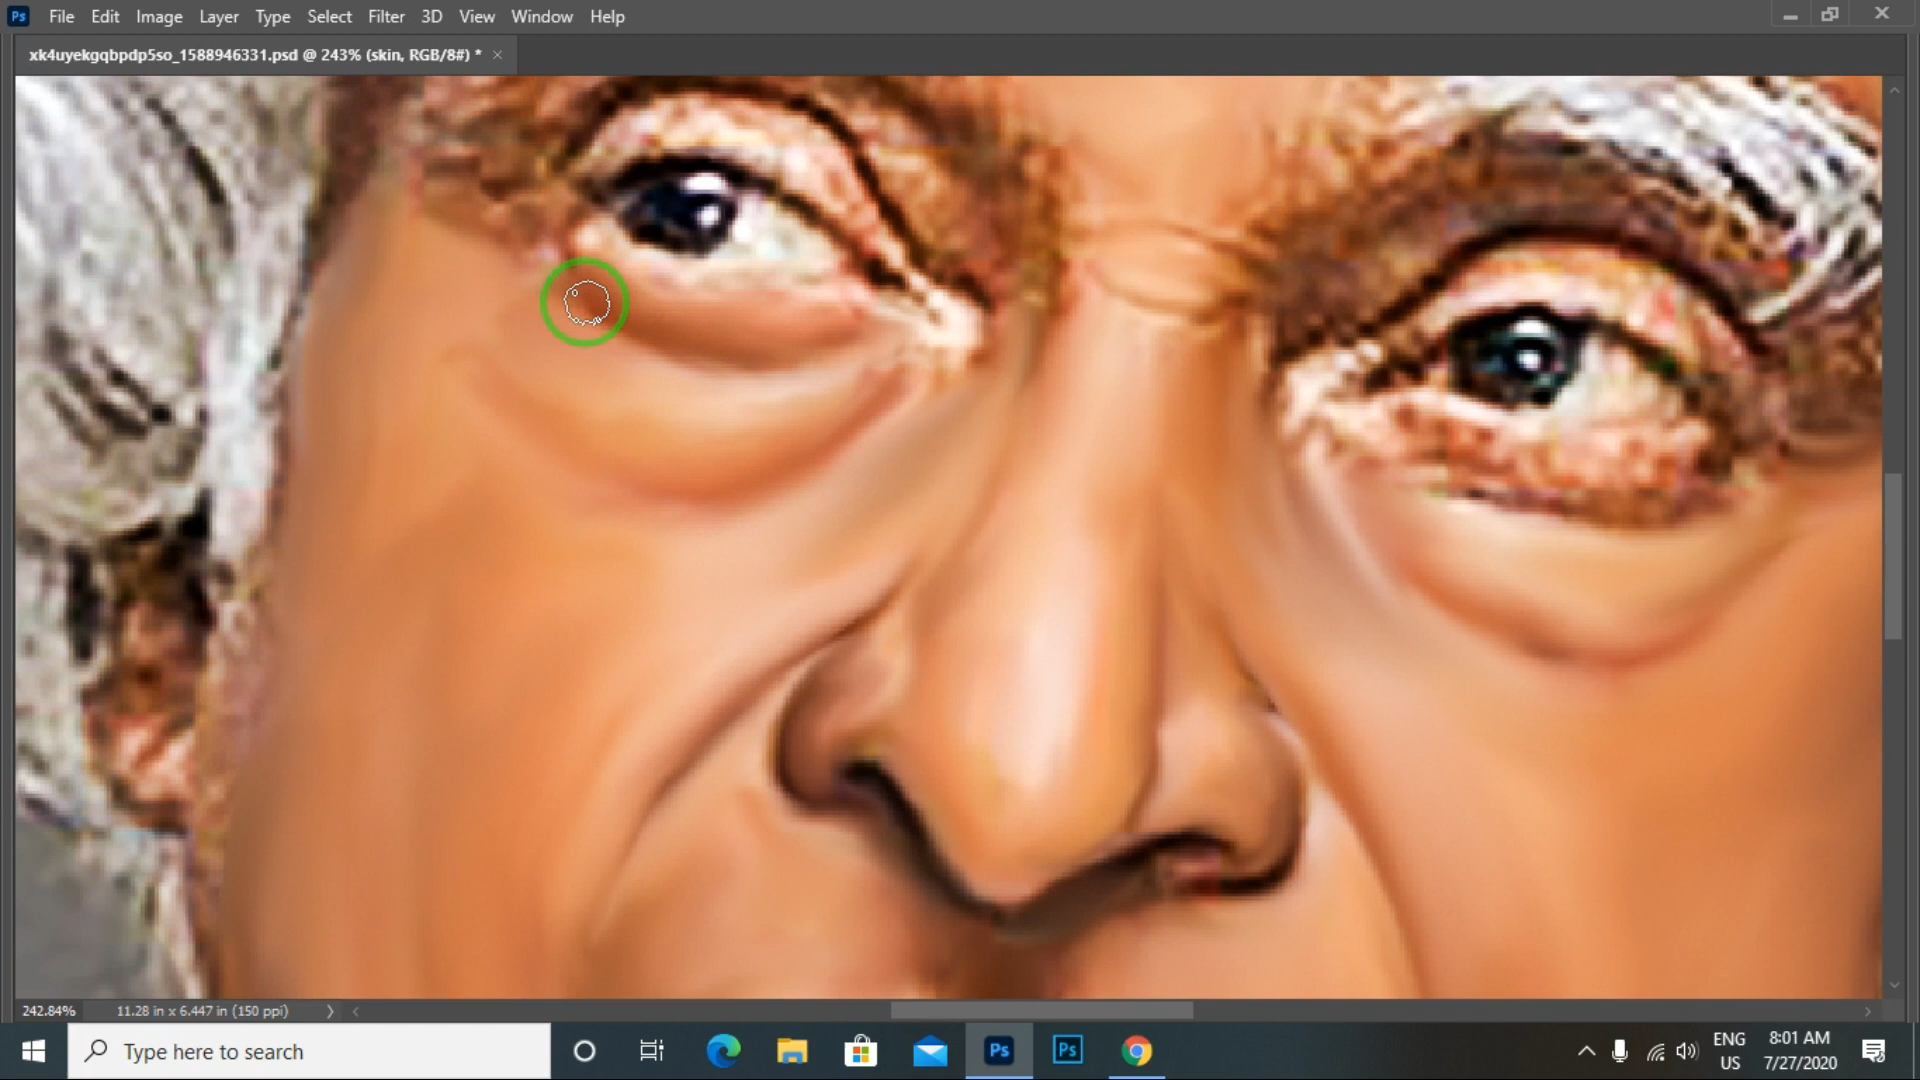 Ps File Edit Image Layer Type Select Filter 3D View Window Help
xk4uyekgqbpdp5so_1588946331.psd @ 243% (skin, RGB/8#) *
242.84% 11.28 in x 6.447 in (150 ppi)
Type here to search
Ps
Ps
ENG
US
8:01 AM
7/27/2020